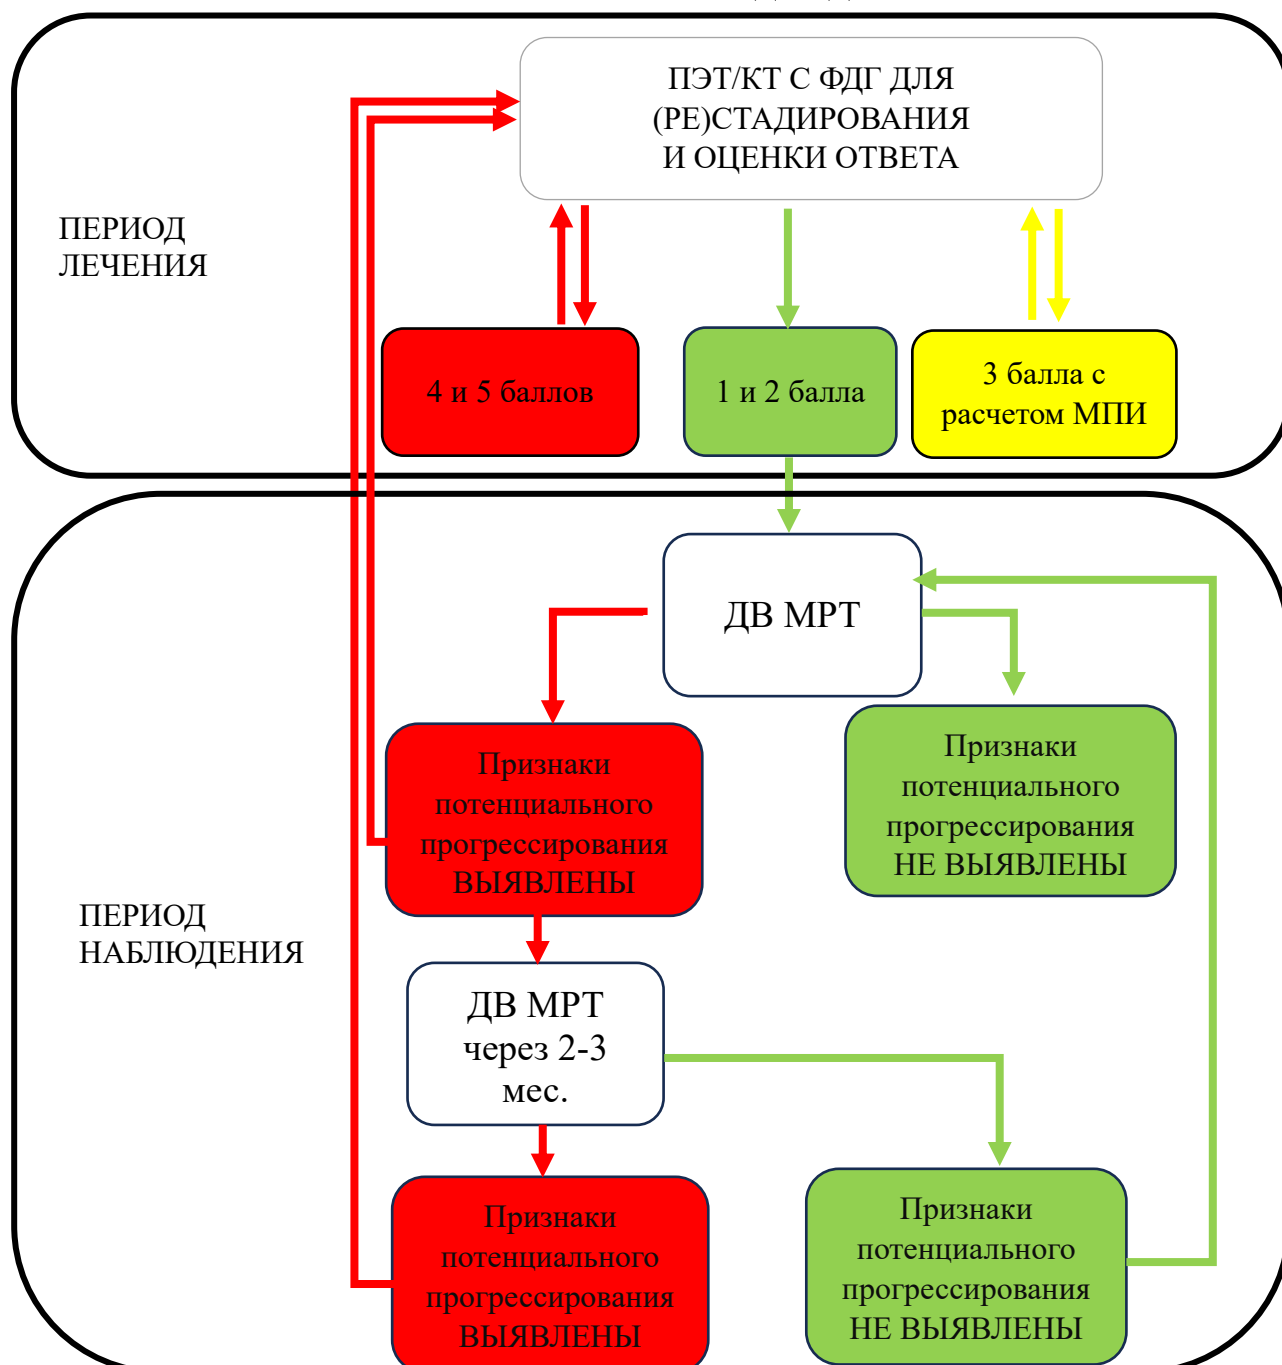 ПЭТ/КТ С ФДГ ДЛЯ
(РЕ)СТАДИРОВАНИЯ
И ОЦЕНКИ ОТВЕТА
ПЕРИОД
ЛЕЧЕНИЯ
4 и 5 баллов
1 и 2 балла
3 балла с
расчетом МПИ
ДВ МРТ
Признаки
потенциального
прогрессирования
ВЫЯВЛЕНЫ
Признаки
потенциального
прогрессирования
НЕ ВЫЯВЛЕНЫ
ПЕРИОД
НАБЛЮДЕНИЯ
ДВ МРТ
через 2-3
мес.
Признаки
потенциального
прогрессирования
ВЫЯВЛЕНЫ
Признаки
потенциального
прогрессирования
НЕ ВЫЯВЛЕНЫ